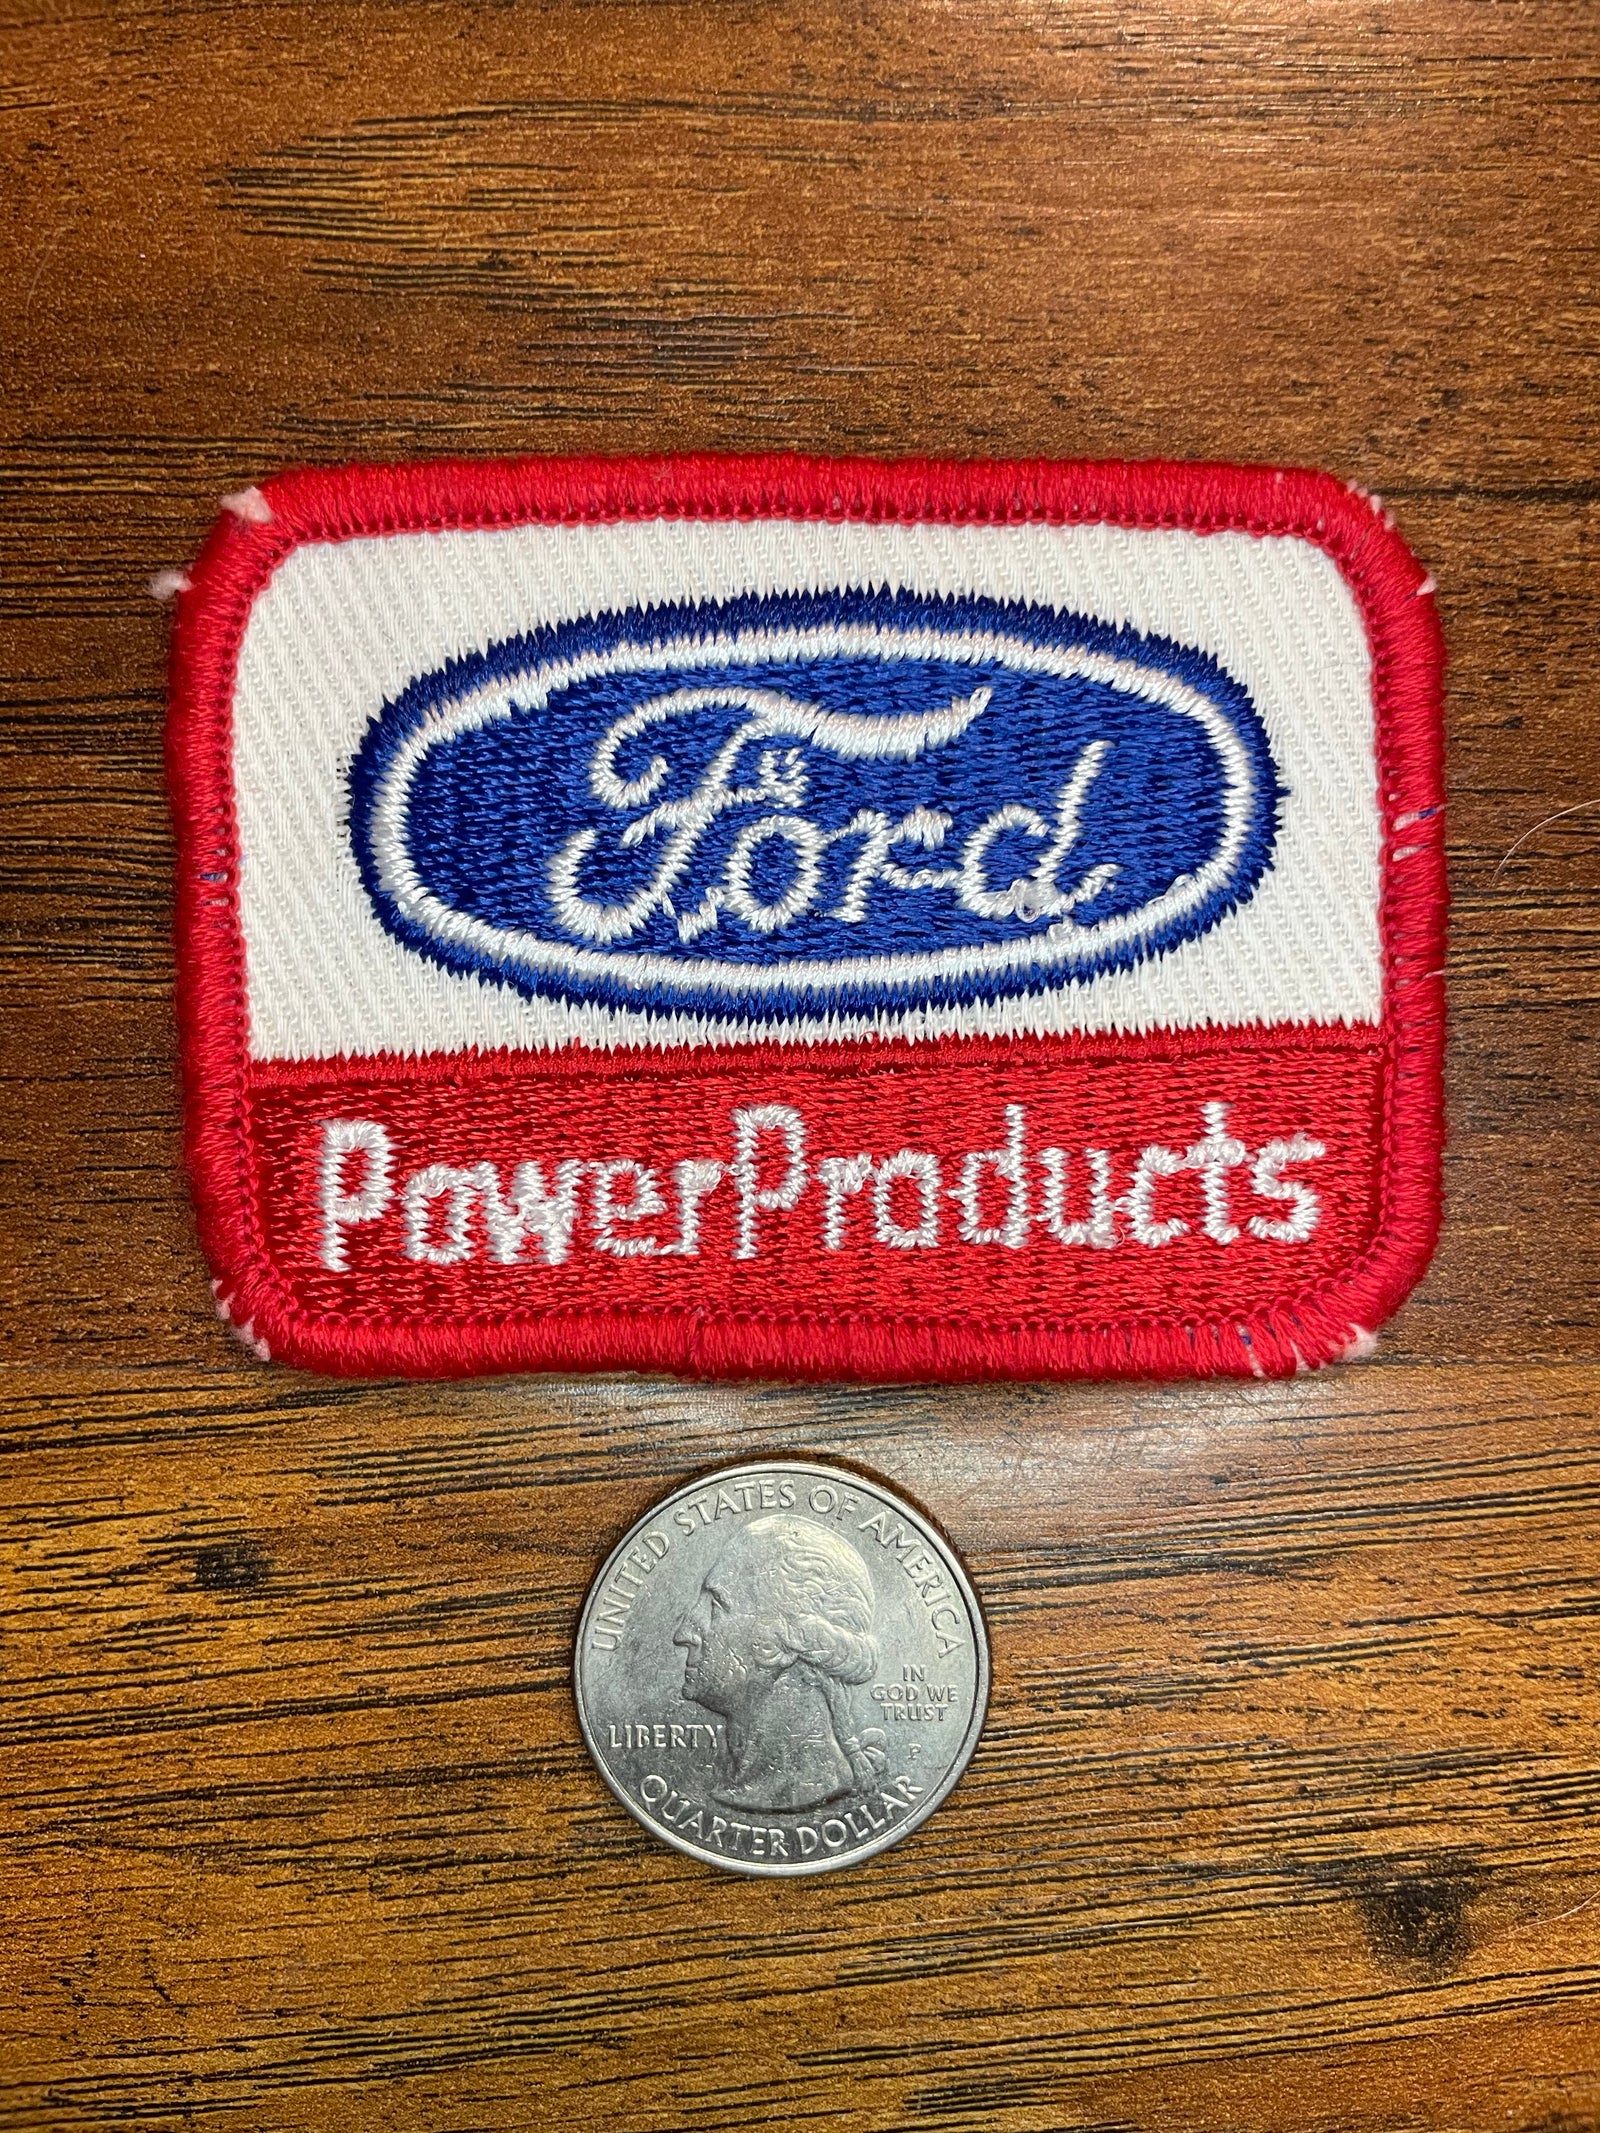 Ford
PowerProducts
UNITED STATES OF AMERICA
IN
GOD WE
TRUST
LIBERTY
P
QUARTER DOLLAR